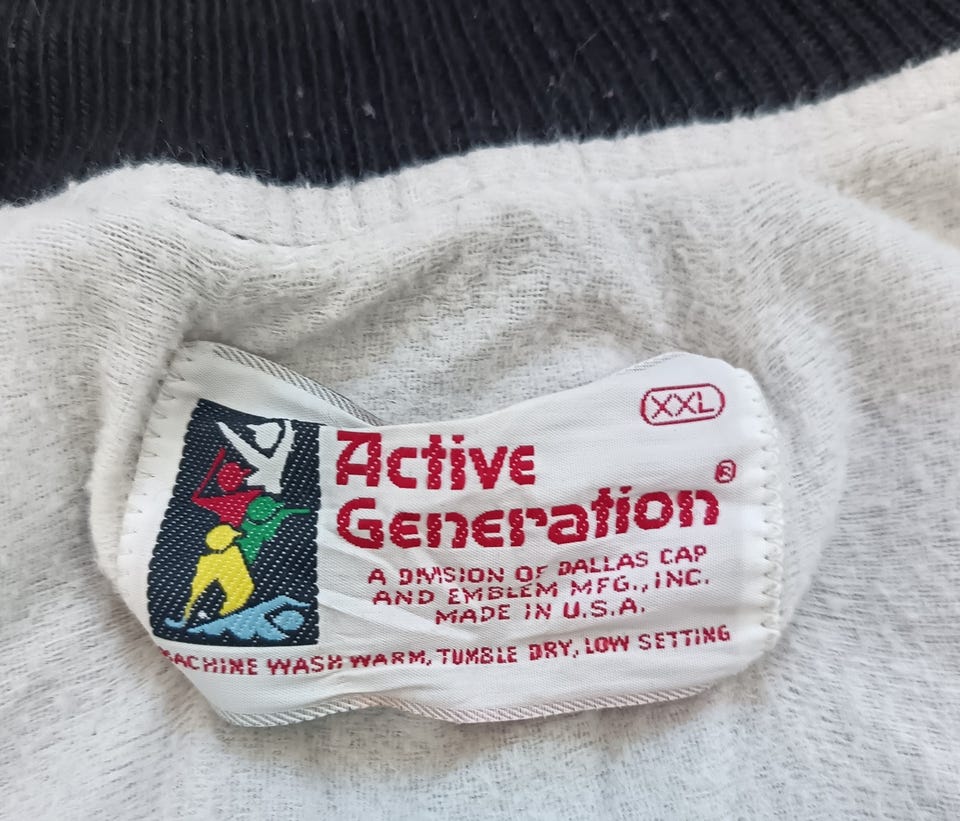 XXL
Active
Generation®
A DIVISION OF DALLAS CAP
AND EMBLEM MFG., INC.
MADE IN U.S.A.
MACHINE WASH WARM, TUMBLE DRY, LOW SETTING